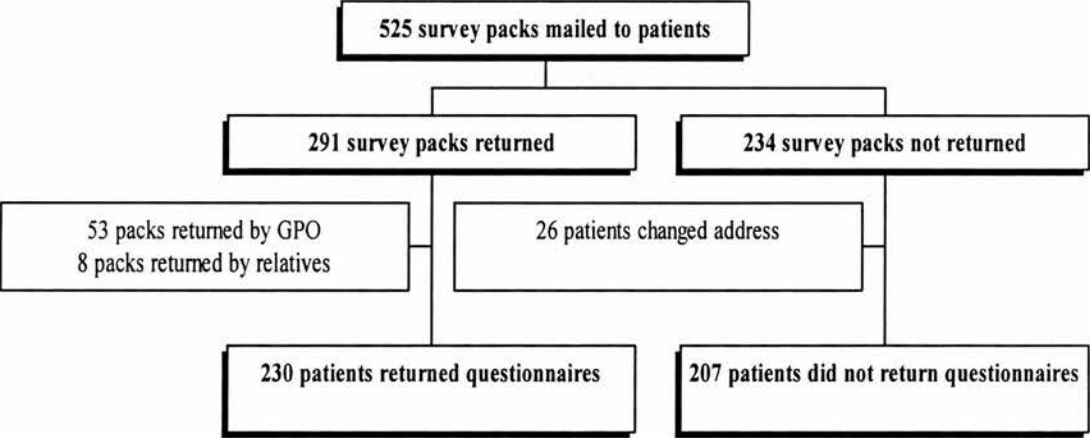 525 survey packs mailed to patients
291 survey packs returned
234 survey packs not returned
53 packs returned by GPO
8 packs returned by relatives
26 patients changed address
230 patients returned questionnaires
207 patients did not return questionnaires